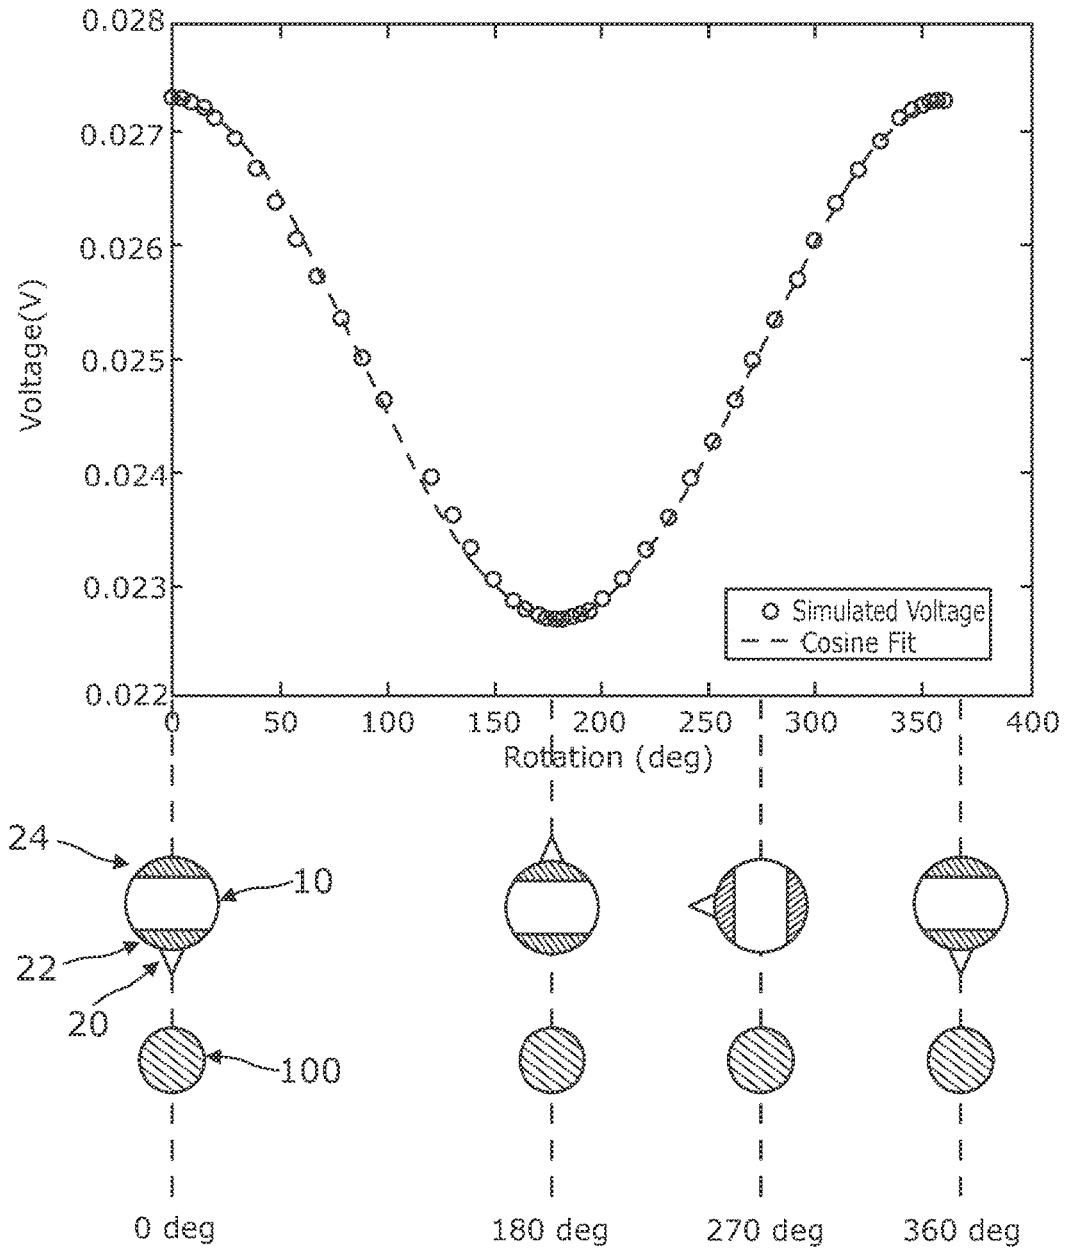 0.028
0.027
0.026
0.025
0.024
0.023
0.022
Voltage(V)
Simulated Voltage
Cosine Fit
0 50 100 150 200 250 300 350 400
Rotation (deg)
24
10
22
20
100
0 deg 180 deg 270 deg 360 deg